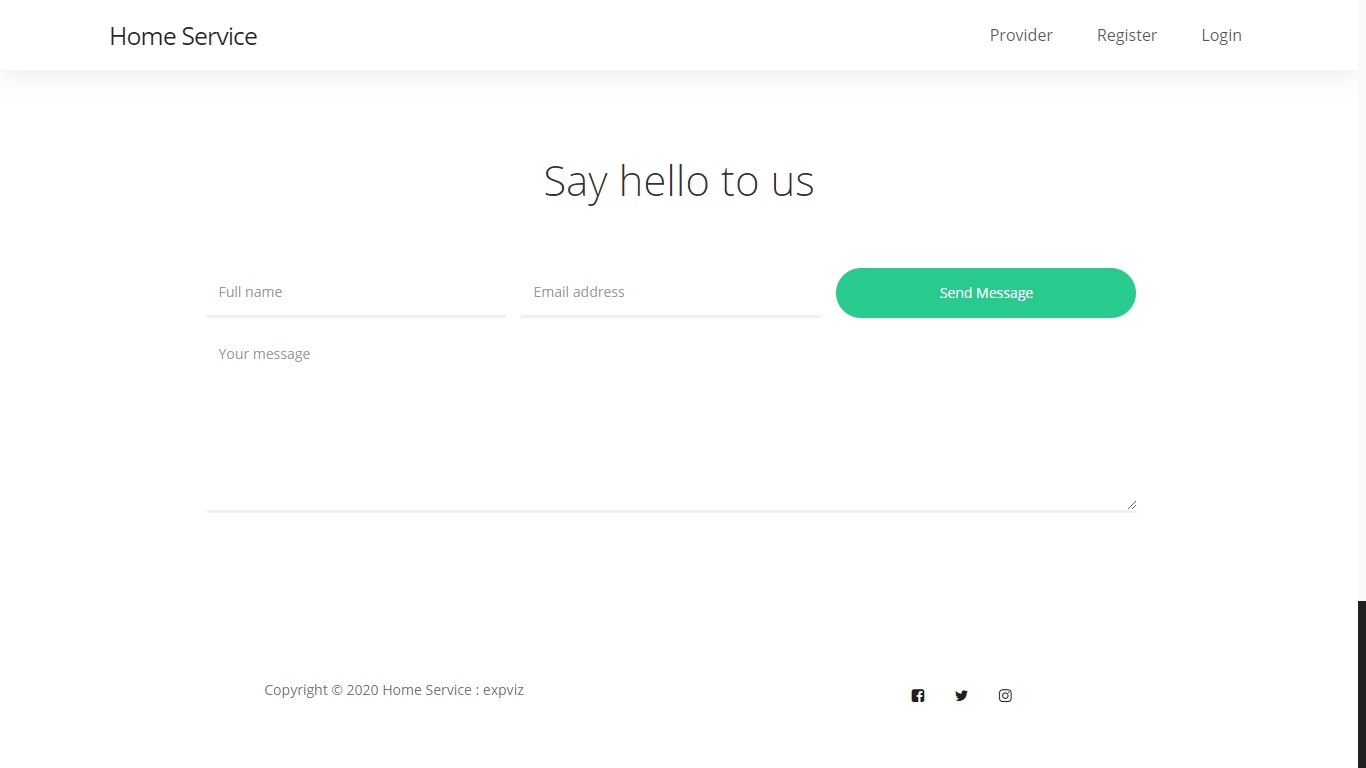 Home Service
Provider
Register
Login
Say hello to us
Full name
Email address
Send Message
Your message
Copyright © 2020 Home Service : expviz